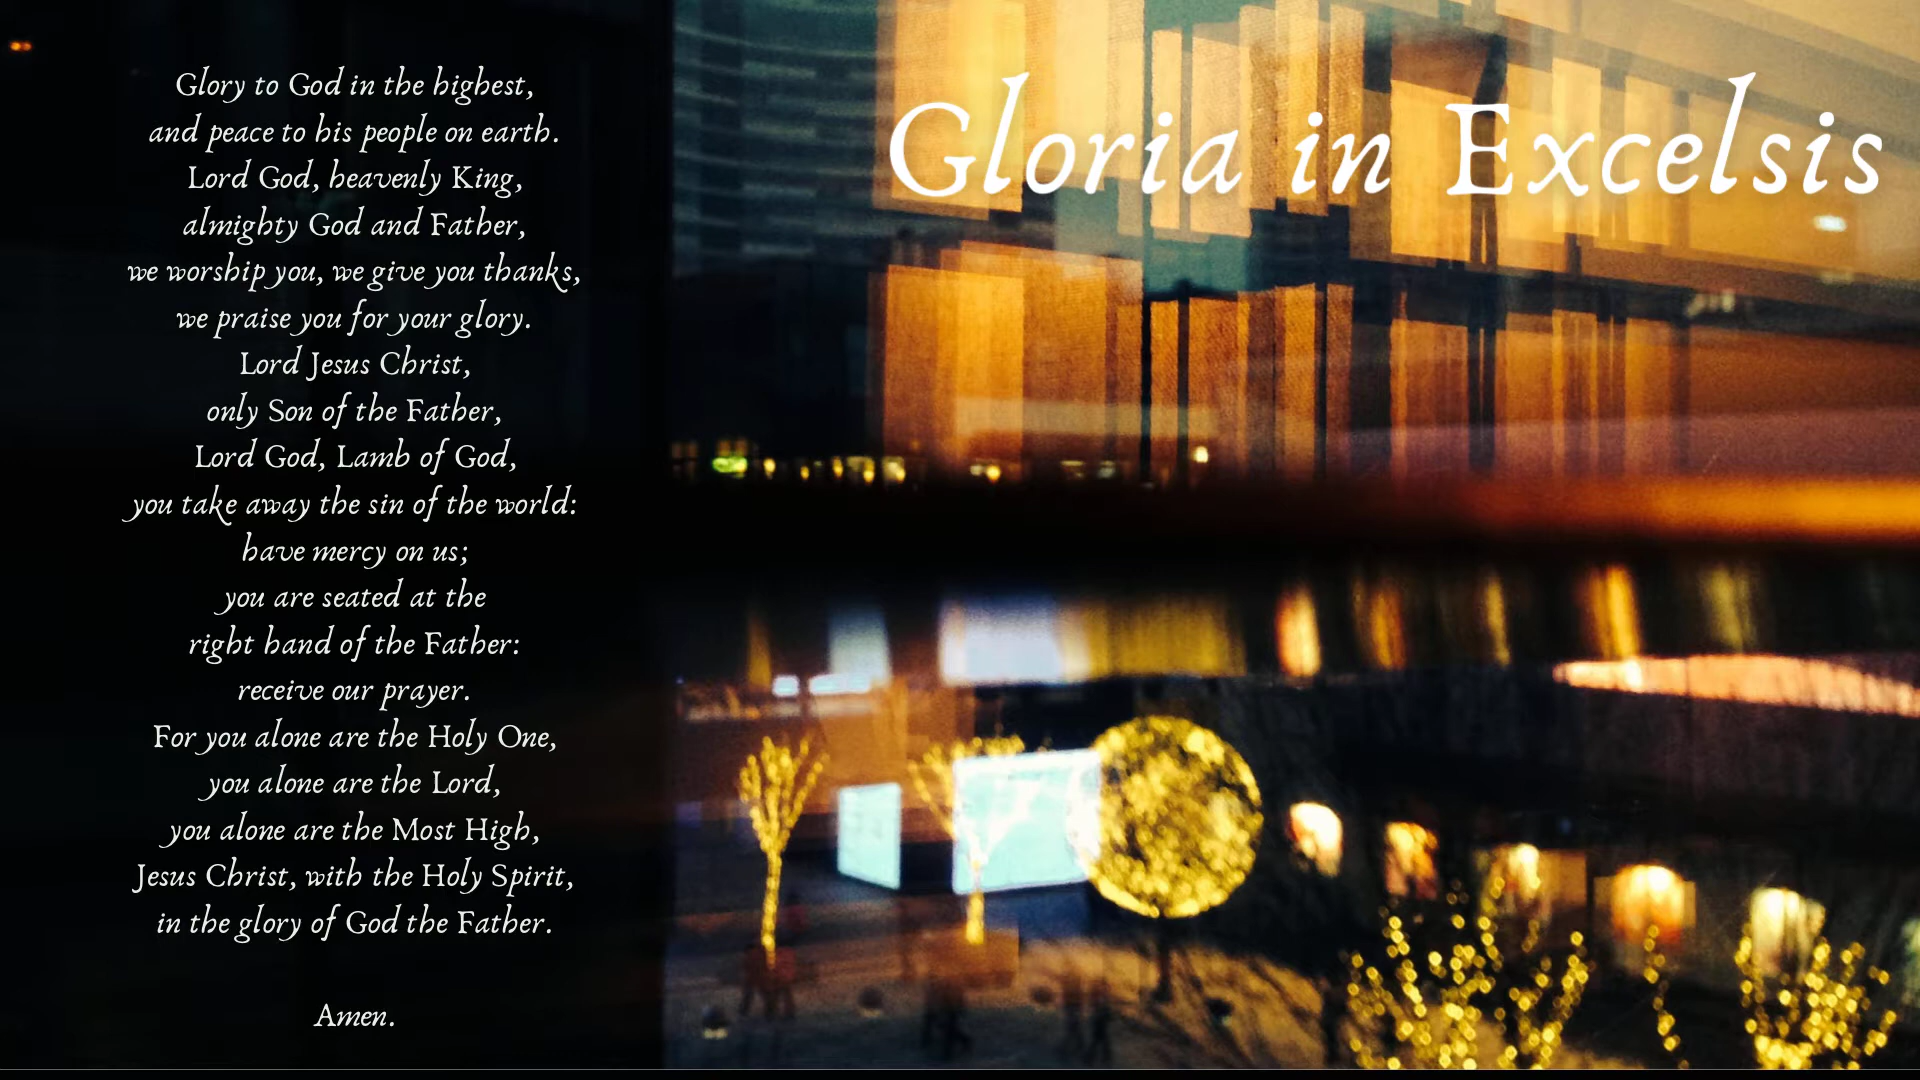 Gloria in Excelsis
Glory to God in the highest,
and peace to his people on earth.
Lord God, heavenly King,
almighty God and Father,
we worship you, we give you thanks,
we praise you for your glory.
Lord Jesus Christ,
only Son of the Father,
Lord God, Lamb of God,
you take away the sin of the world:
have mercy on us;
you are seated at the
right hand of the Father:
receive our prayer.
For you alone are the Holy One,
you alone are the Lord,
you alone are the Most High,
Jesus Christ, with the Holy Spirit,
in the glory of God the Father.
Amen.